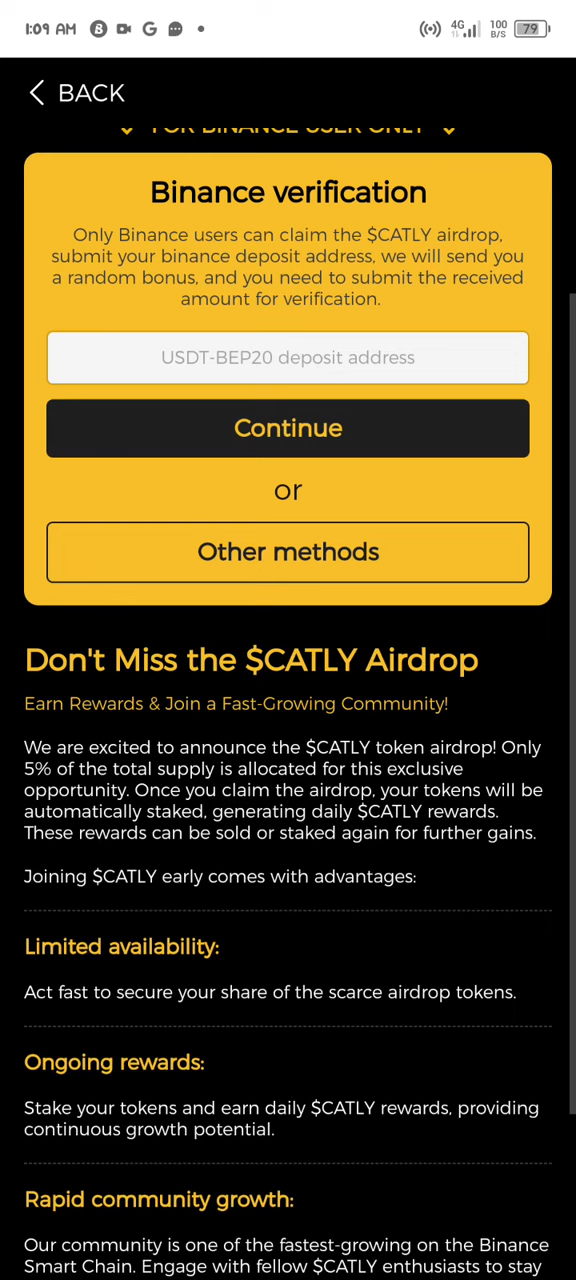 1:09 AM
4G
100
B/S
79
BACK
FOR BINANCE USER ONLY
Binance verification
Only Binance users can claim the $CATLY airdrop,
submit your binance deposit address, we will send you
a random bonus, and you need to submit the received
amount for verification.
USDT-BEP20 deposit address
Continue
or
Other methods
Don't Miss the $CATLY Airdrop
Earn Rewards & Join a Fast-Growing Community!
We are excited to announce the $CATLY token airdrop! Only
5% of the total supply is allocated for this exclusive
opportunity. Once you claim the airdrop, your tokens will be
automatically staked, generating daily $CATLY rewards.
These rewards can be sold or staked again for further gains.
Joining $CATLY early comes with advantages:
Limited availability:
Act fast to secure your share of the scarce airdrop tokens.
Ongoing rewards:
Stake your tokens and earn daily $CATLY rewards, providing
continuous growth potential.
Rapid community growth:
Our community is one of the fastest-growing on the Binance
Smart Chain. Engage with fellow $CATLY enthusiasts to stay